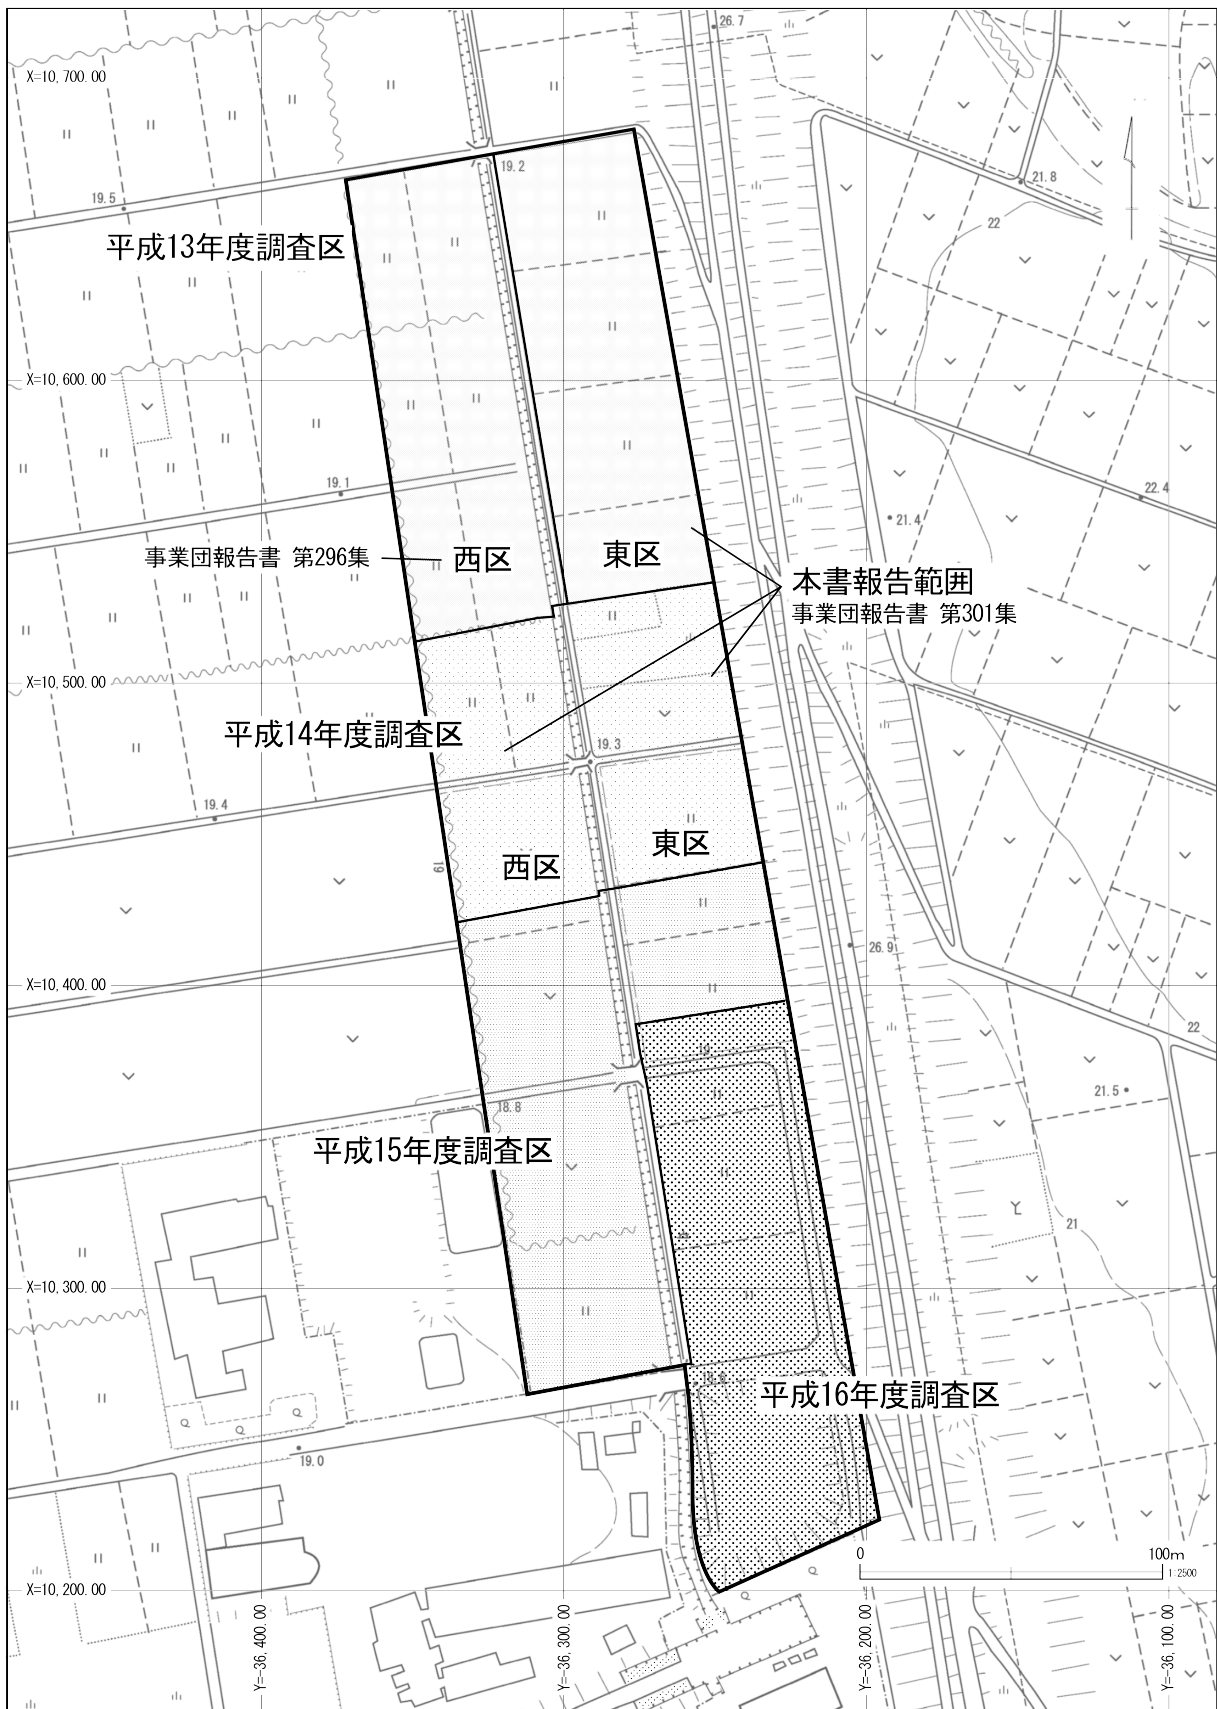 26.7
X=10,700.00
19.2
21.8
19.5
22
平成13年度調査区
X=10,600.00
19.1
22.4
21.4
事業団報告書 第296集
西区
東区
本書報告範囲
事業団報告書 第301集
X=10,500.00
平成14年度調査区
19.3
19.4
東区
西区
19
26.9
X=10,400.00
22
19
21.5
18.8
平成15年度調査区
21
X=10,300.00
18.8
平成16年度調査区
19.0
0
100m
1:2500
X=10,200.00
Y=-36,400.00
Y=-36,300.00
Y=-36,200.00
Y=-36,100.00